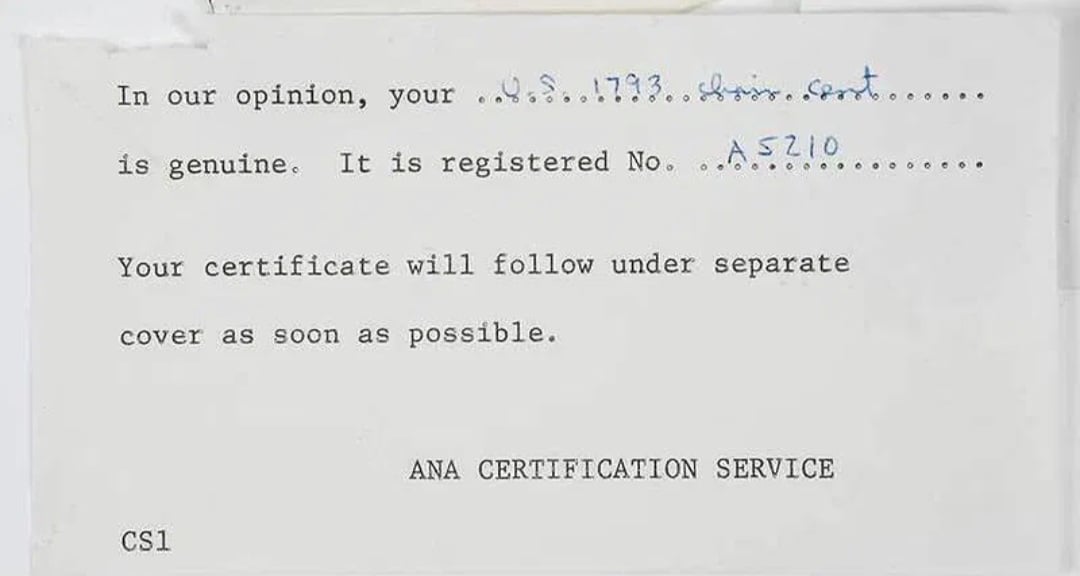 In our opinion, your ..U.S...1793..chain.cent......
is genuine. It is registered No. ..A5210..............
Your certificate will follow under separate
cover as soon as possible.
ANA CERTIFICATION SERVICE
CS1